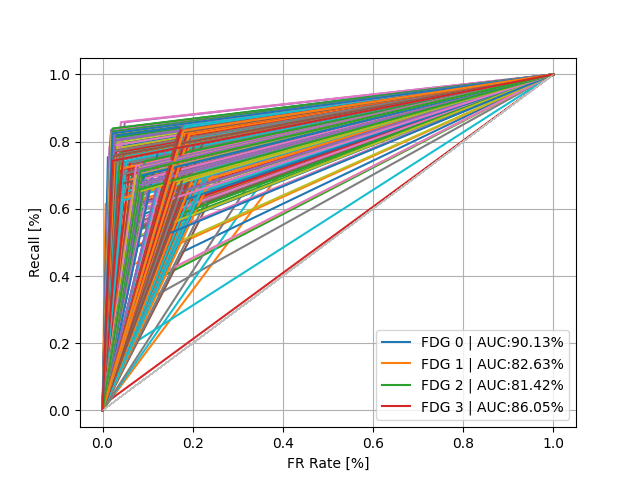 1.0
0.8
0.6
0.4
0.2
0.0
Recall [%]
FDG 0 | AUC:90.13%
FDG 1 | AUC:82.63%
FDG 2 | AUC:81.42%
FDG 3 | AUC:86.05%
0.0 0.2 0.4 0.6 0.8 1.0
FR Rate [%]